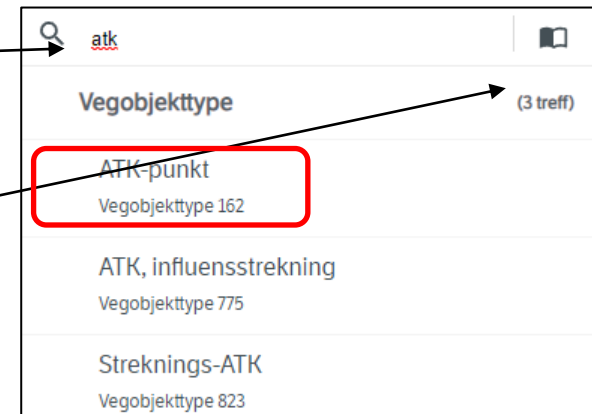 atk
Vegobjekttype (3 treff)
ATK-punkt
Vegobjekttype 162
ATK, influensstrekning
Vegobjekttype 775
Streknings-ATK
Vegobjekttype 823